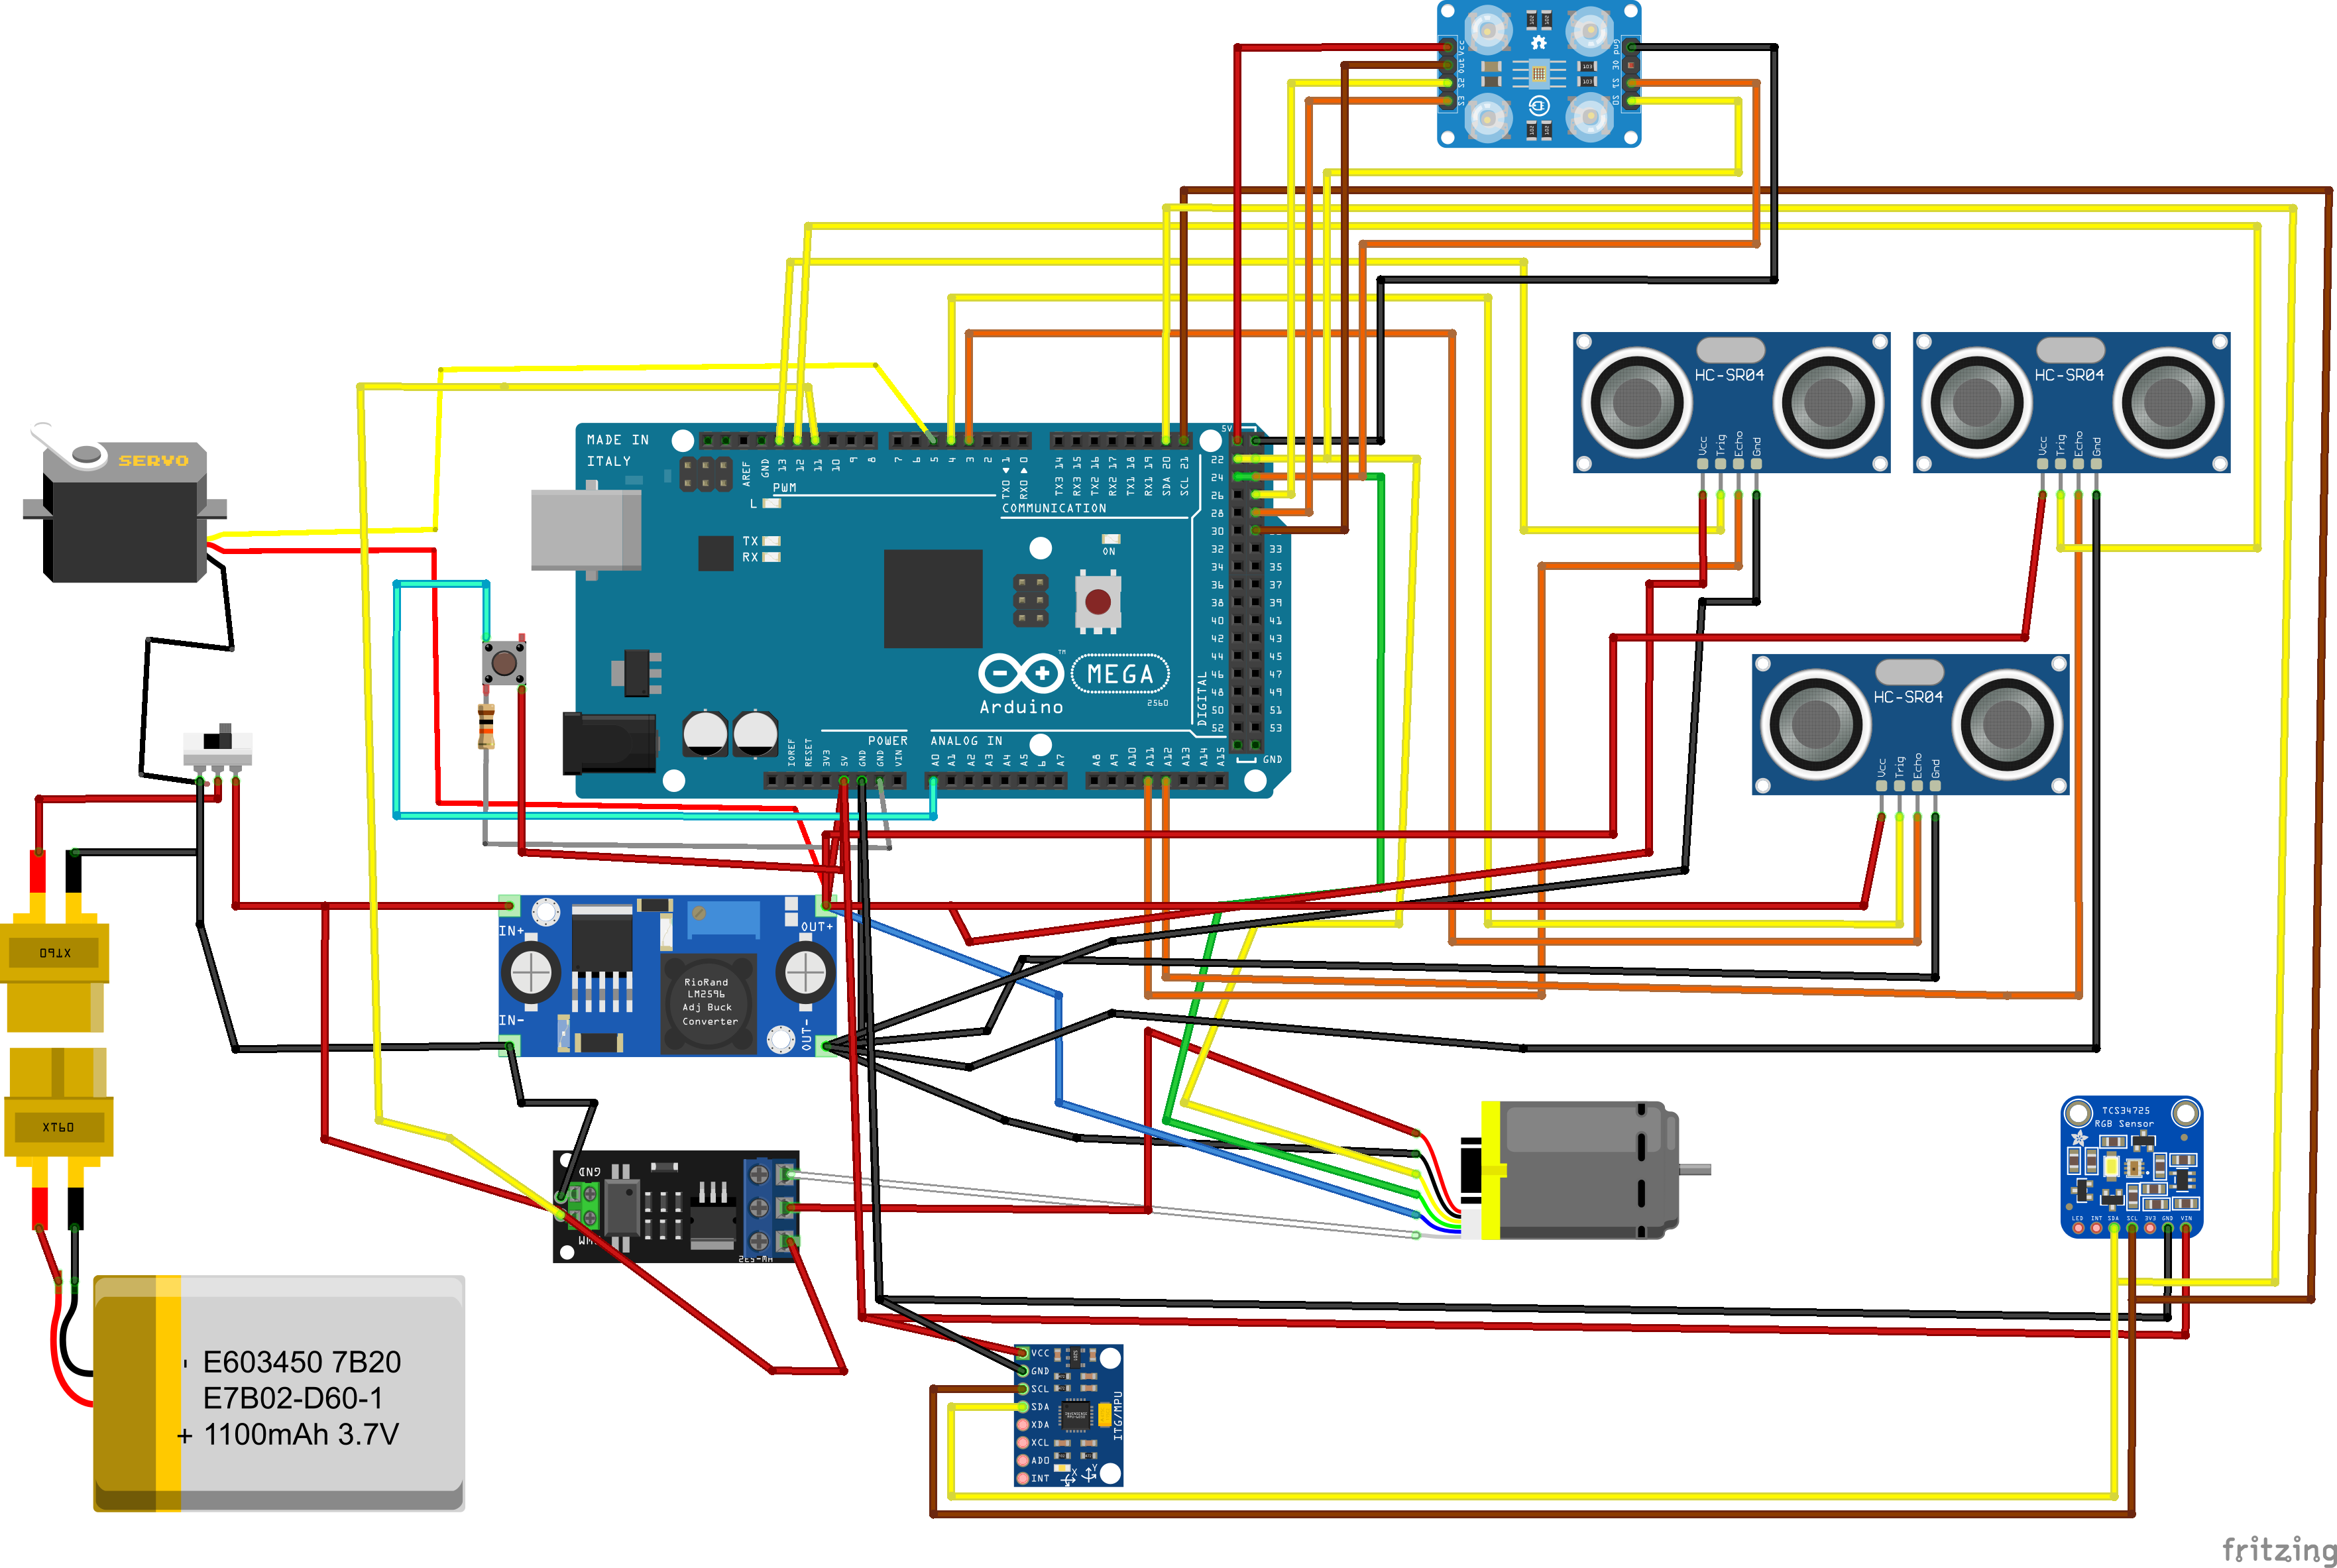 Vcc
Out
S2
S3
Gnd
OE
S1
S0
102
102
103
103
102
102
HC-SR04
Vcc
Trig
Echo
Gnd
HC-SR04
Vcc
Trig
Echo
Gnd
HC-SR04
Vcc
Trig
Echo
Gnd
SERVO
MADE IN
ITALY
AREF
GND
13
12
11
10
9
8
7
6
5
4
3
2
TX0 1
RX0 0
TX3 14
RX3 15
TX2 16
RX2 17
TX1 18
RX1 19
SDA 20
SCL 21
PWM
COMMUNICATION
L
TX
RX
ON
5V
22
24
26
28
30
32 33
34 35
36 37
38 39
40 41
42 43
44 45
46 47
48 49
50 51
52 53
GND
DIGITAL
Arduino
TM
MEGA
2560
POWER
ANALOG IN
IOREF
RESET
3V3
5V
GND
GND
VIN
A0
A1
A2
A3
A4
A5
6
A7
A8
A9
A10
A11
A12
A13
A14
A15
XT60
XT60
IN+
IN-
OUT+
OUT-
RioRand
LM2596
Adj Buck
Converter
GND
TCS34725
RGB Sensor
LED
INT
SDA
SCL
3V3
GND
VIN
VCC
GND
SCL
SDA
XDA
XCL
ADO
INT
ITG/MPU
X
Y
- E603450 7B20
E7B02-D60-1
+ 1100mAh 3.7V
fritzing